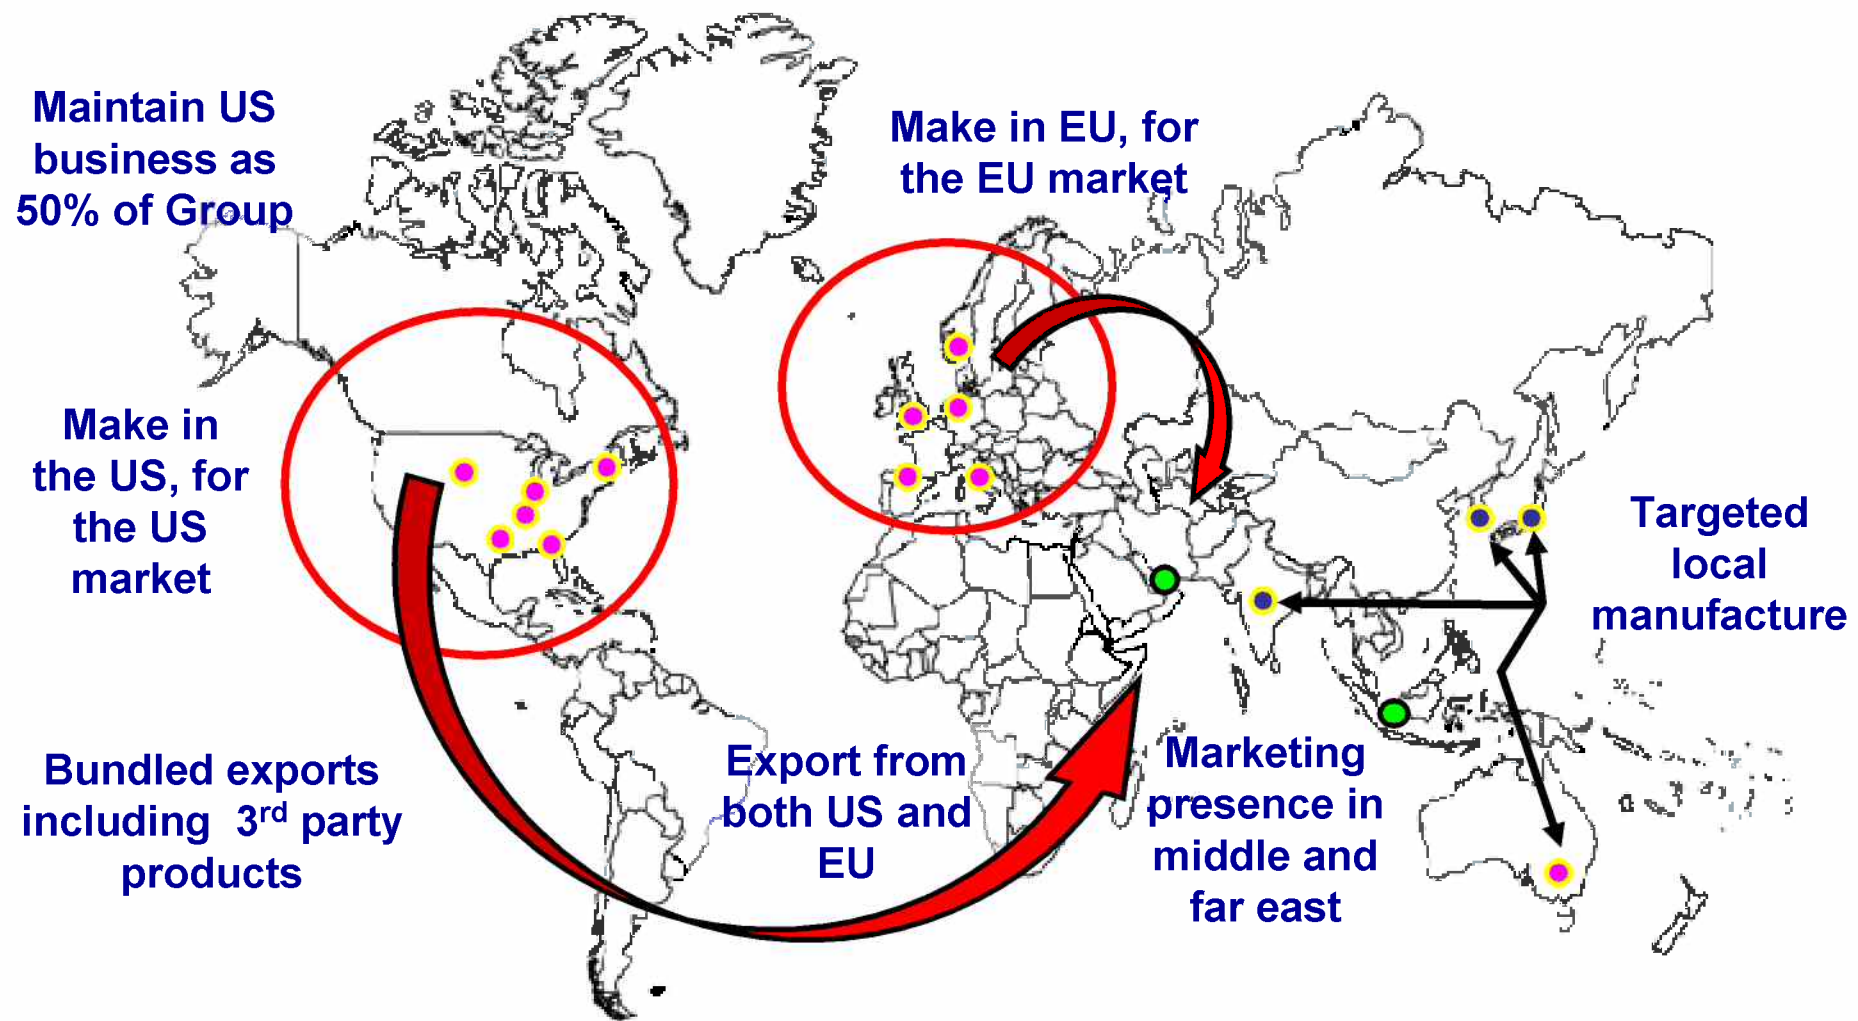 Maintain US
business as
50% of Group
Make in EU, for
the EU market
Make in
the US, for
the US
market
Targeted
local
manufacture
Bundled exports
including 3rd party
products
Export from
both US and
EU
Marketing
presence in
middle and
far east